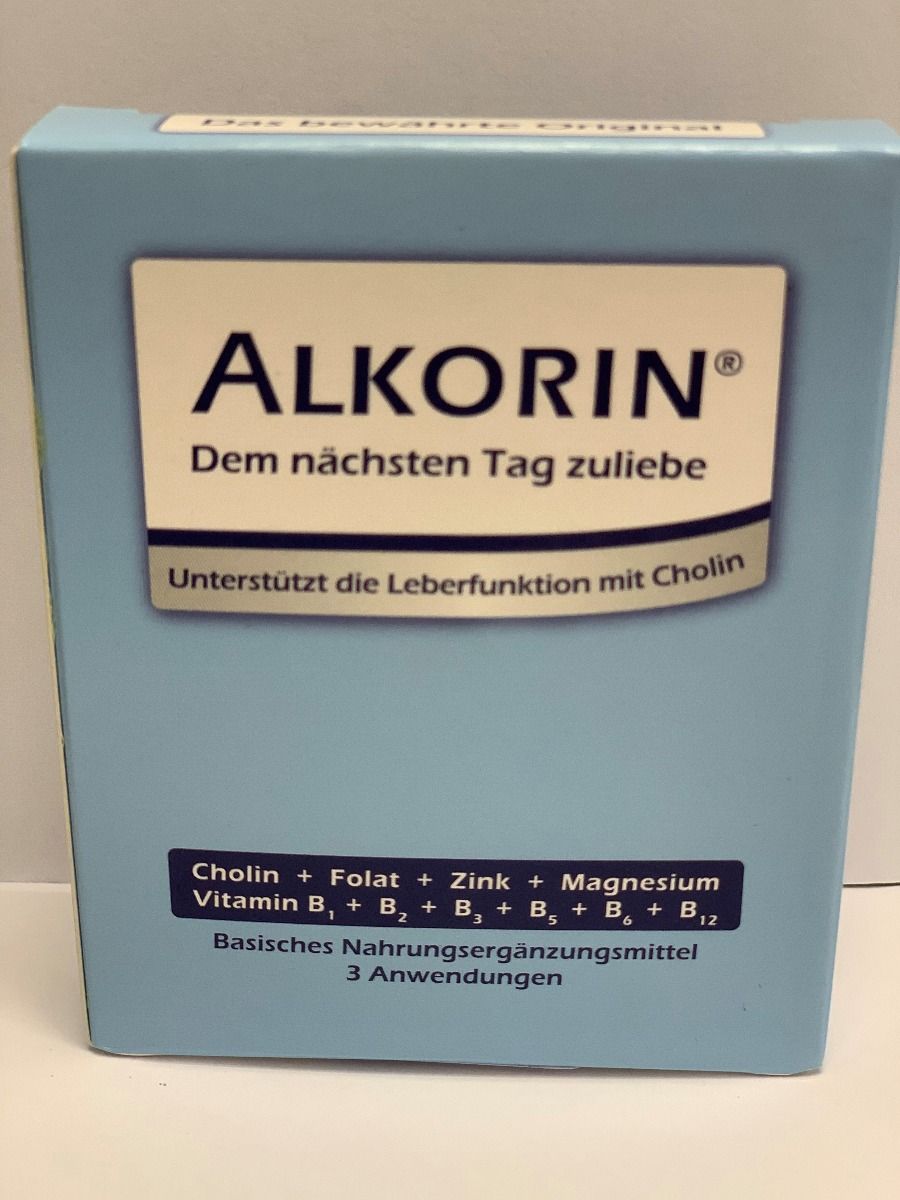 Das bewährte Original
ALKORIN®
Dem nächsten Tag zuliebe
Unterstützt die Leberfunktion mit Cholin
Cholin + Folat + Zink + Magnesium
Vitamin B₁ + B₂ + B₃ + B₅ + B₆ + B₁₂
Basisches Nahrungsergänzungsmittel
3 Anwendungen